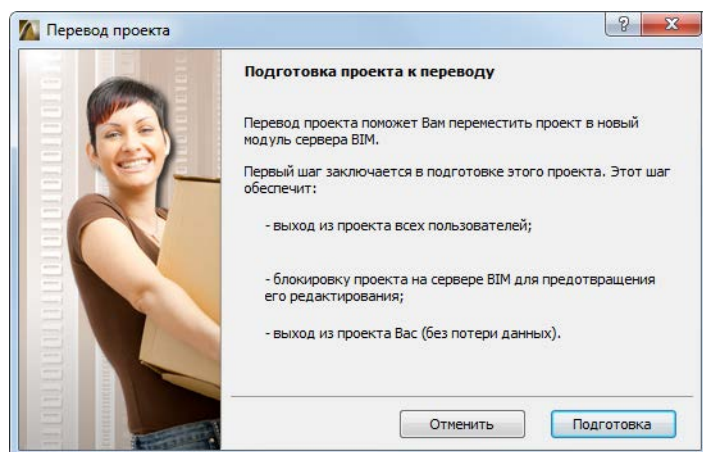 Перевод проекта
Подготовка проекта к переводу
Перевод проекта поможет Вам переместить проект в новый
модуль сервера BIM.
Первый шаг заключается в подготовке этого проекта. Этот шаг
обеспечит:
- выход из проекта всех пользователей;
- блокировку проекта на сервере BIM для предотвращения
его редактирования;
- выход из проекта Вас (без потери данных).
Отменить
Подготовка